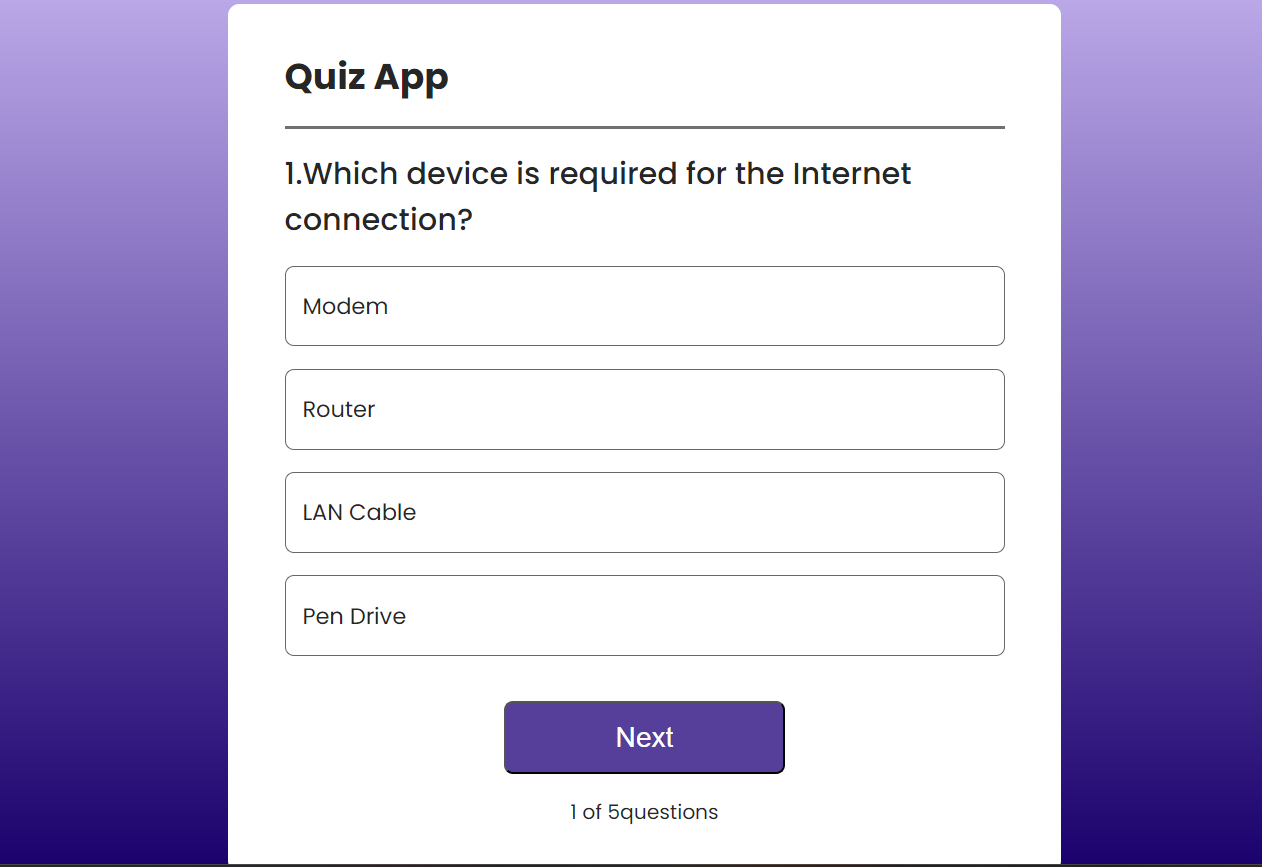 Quiz App
1.Which device is required for the Internet
connection?
Modem
Router
LAN Cable
Pen Drive
Next
1 of 5questions